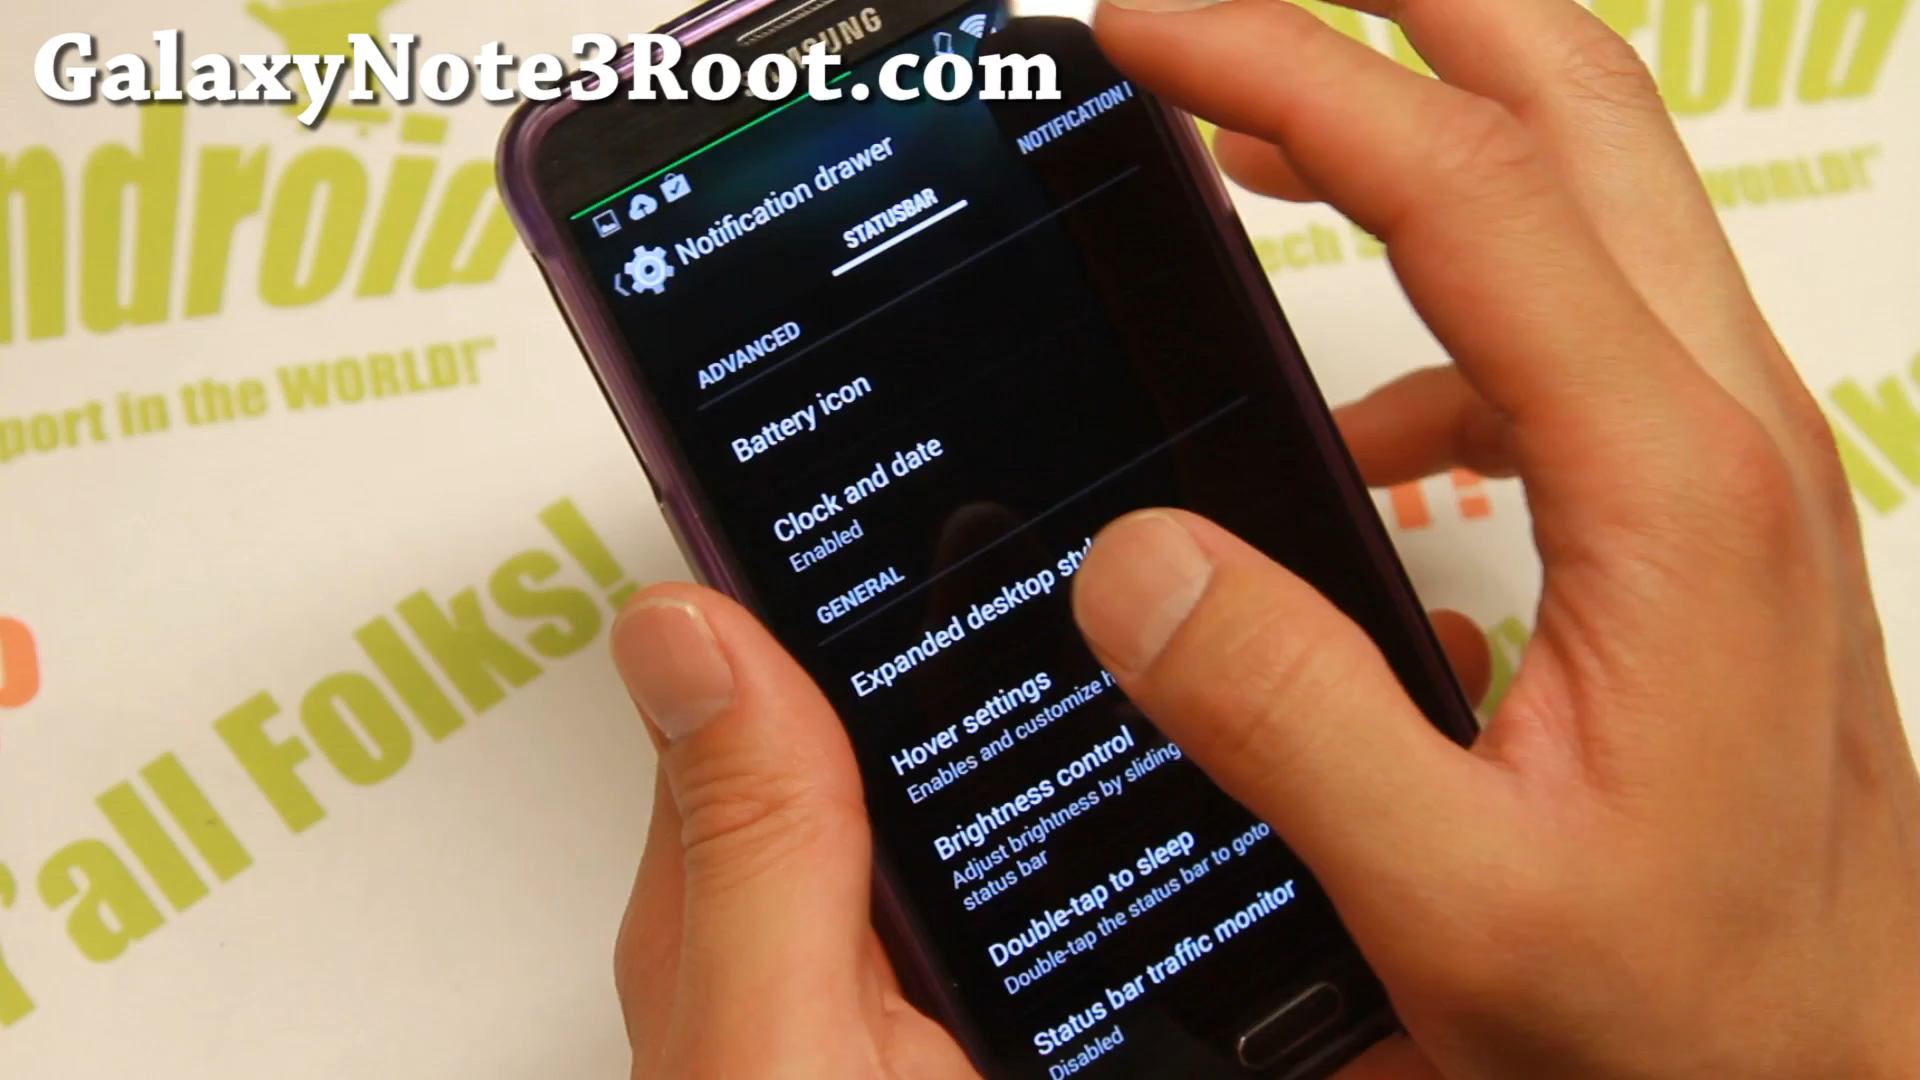 GalaxyNote3Root.com
SAMSUNG
Notification drawer
STATUSBAR
NOTIFICATION
ADVANCED
Battery icon
Clock and date
Enabled
GENERAL
Expanded desktop
Hover settings
Enables and customize
Brightness control
Adjust brightness by sliding
status bar
Double-tap to sleep
Double-tap the status bar to goto
Status bar traffic monitor
Disabled
port in the WORLD!
Y'all Folks!
WORLD!